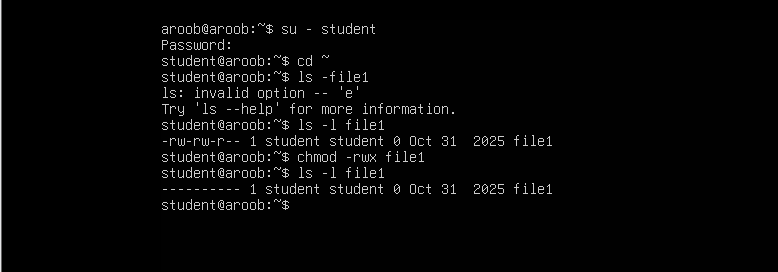 aroob@aroob:~$ su - student
Password:
student@aroob:~$ cd ~
student@aroob:~$ ls -file1
ls: invalid option -- 'e'
Try 'ls --help' for more information.
student@aroob:~$ ls -l file1
-rw-rw-r-- 1 student student 0 Oct 31  2025 file1
student@aroob:~$ chmod -rwx file1
student@aroob:~$ ls -l file1
---------- 1 student student 0 Oct 31  2025 file1
student@aroob:~$